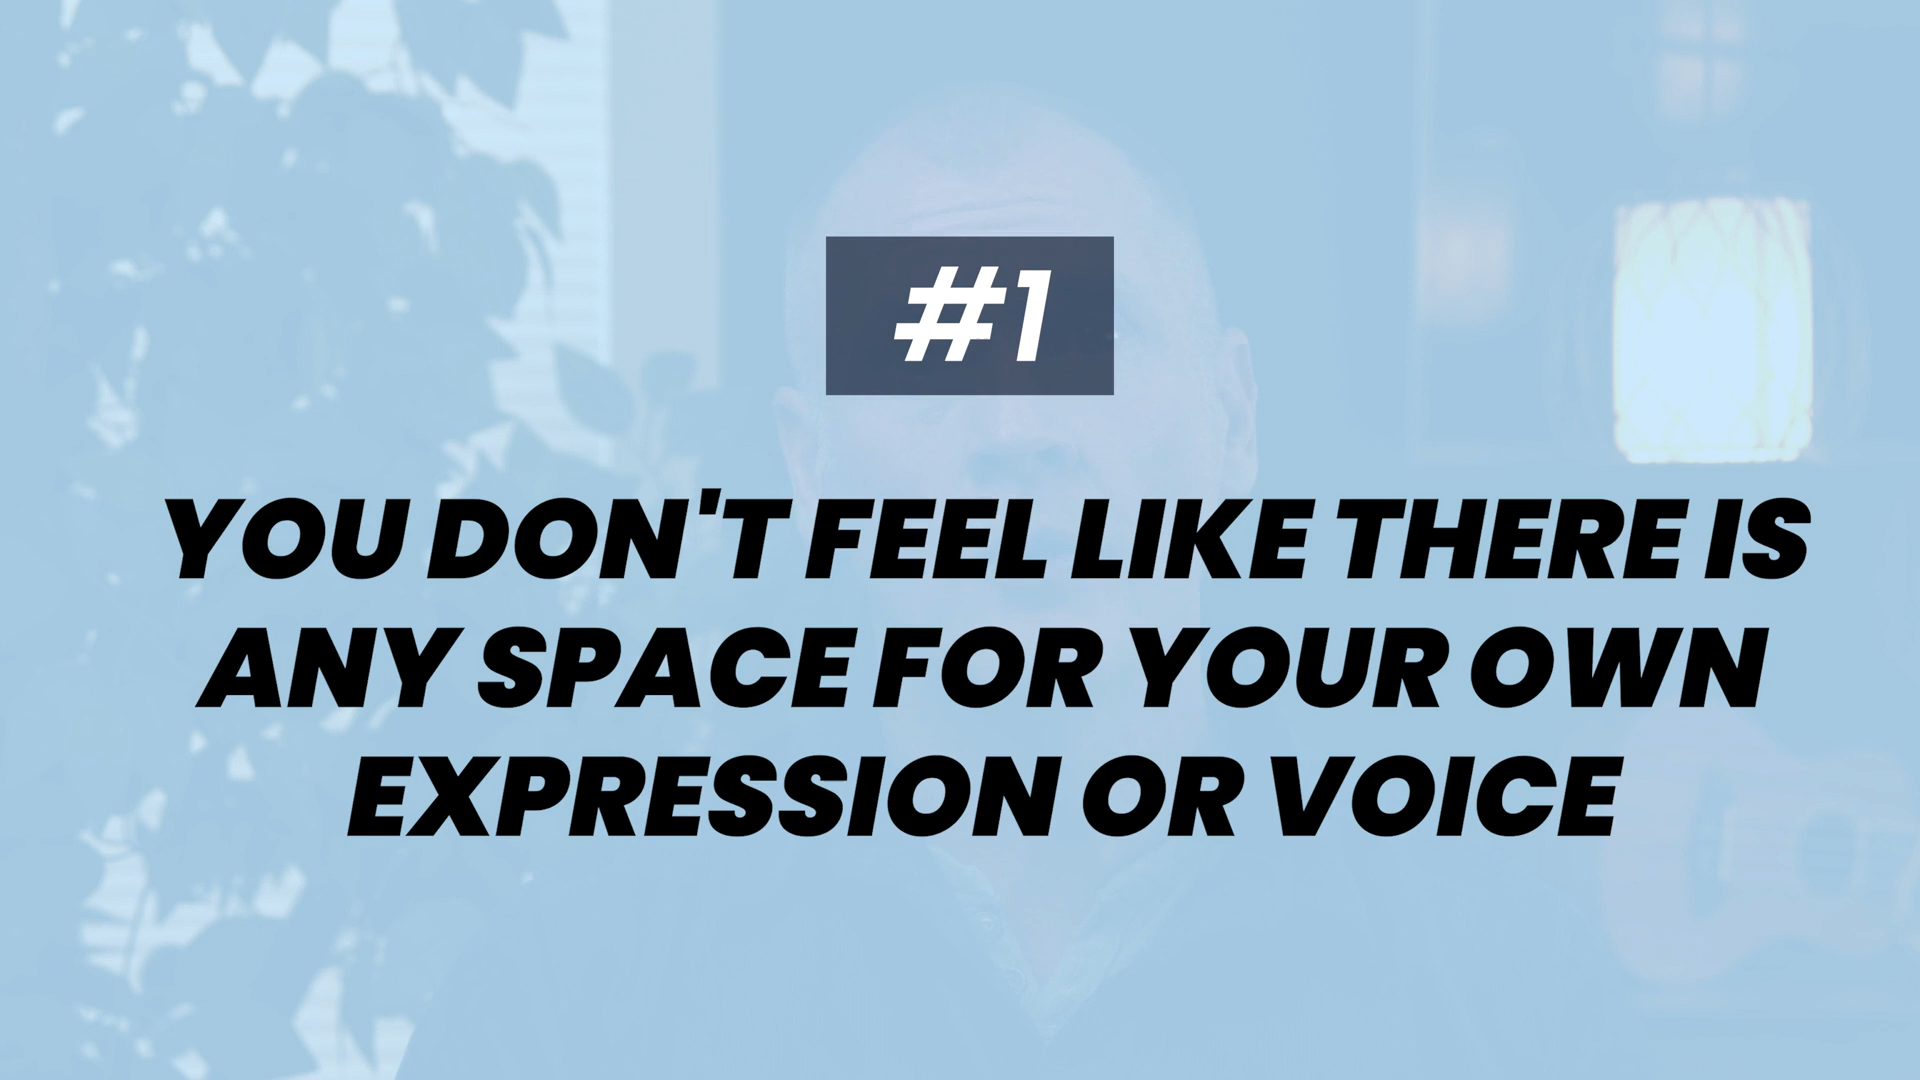 #1
YOU DON'T FEEL LIKE THERE IS
ANY SPACE FOR YOUR OWN
EXPRESSION OR VOICE